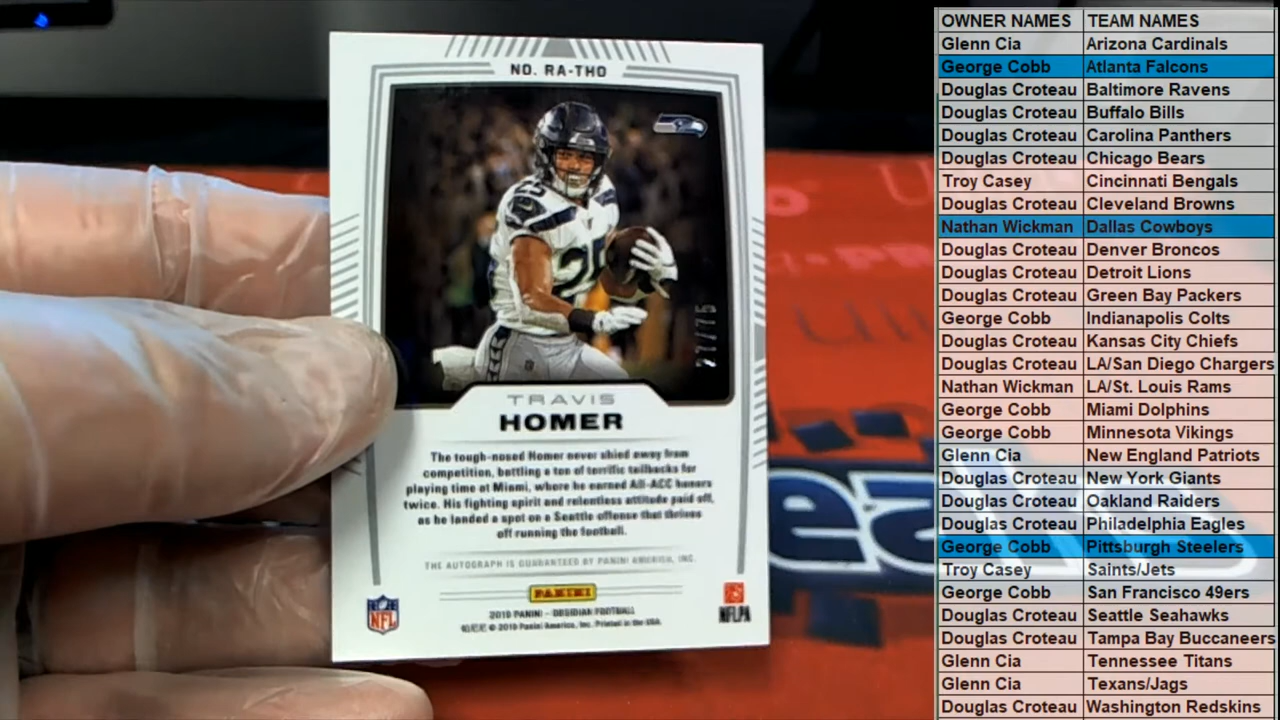 NO. RA-THO
27/75
TRAVIS
HOMER
The tough-nosed Homer never shied away from
competition, battling a ton of terrific tailbacks for
playing time at Miami, where he earned All-ACC honors
twice. His fighting spirit and relentless attitude paid off,
as he landed a spot on a Seattle offense that thrives
off running the football.
THE AUTOGRAPH IS GUARANTEED BY PANINI AMERICA, INC.
PANINI
2019 PANINI - OBSIDIAN FOOTBALL
© 2019 Panini America, Inc. Printed in the USA.
NFL
NFLPA
OWNER NAMES TEAM NAMES
Glenn Cia Arizona Cardinals
George Cobb Atlanta Falcons
Douglas Croteau Baltimore Ravens
Douglas Croteau Buffalo Bills
Douglas Croteau Carolina Panthers
Douglas Croteau Chicago Bears
Troy Casey Cincinnati Bengals
Douglas Croteau Cleveland Browns
Nathan Wickman Dallas Cowboys
Douglas Croteau Denver Broncos
Douglas Croteau Detroit Lions
Douglas Croteau Green Bay Packers
George Cobb Indianapolis Colts
Douglas Croteau Kansas City Chiefs
Douglas Croteau LA/San Diego Chargers
Nathan Wickman LA/St. Louis Rams
George Cobb Miami Dolphins
George Cobb Minnesota Vikings
Glenn Cia New England Patriots
Douglas Croteau New York Giants
Douglas Croteau Oakland Raiders
Douglas Croteau Philadelphia Eagles
George Cobb Pittsburgh Steelers
Troy Casey Saints/Jets
George Cobb San Francisco 49ers
Douglas Croteau Seattle Seahawks
Douglas Croteau Tampa Bay Buccaneers
Glenn Cia Tennessee Titans
Glenn Cia Texans/Jags
Douglas Croteau Washington Redskins